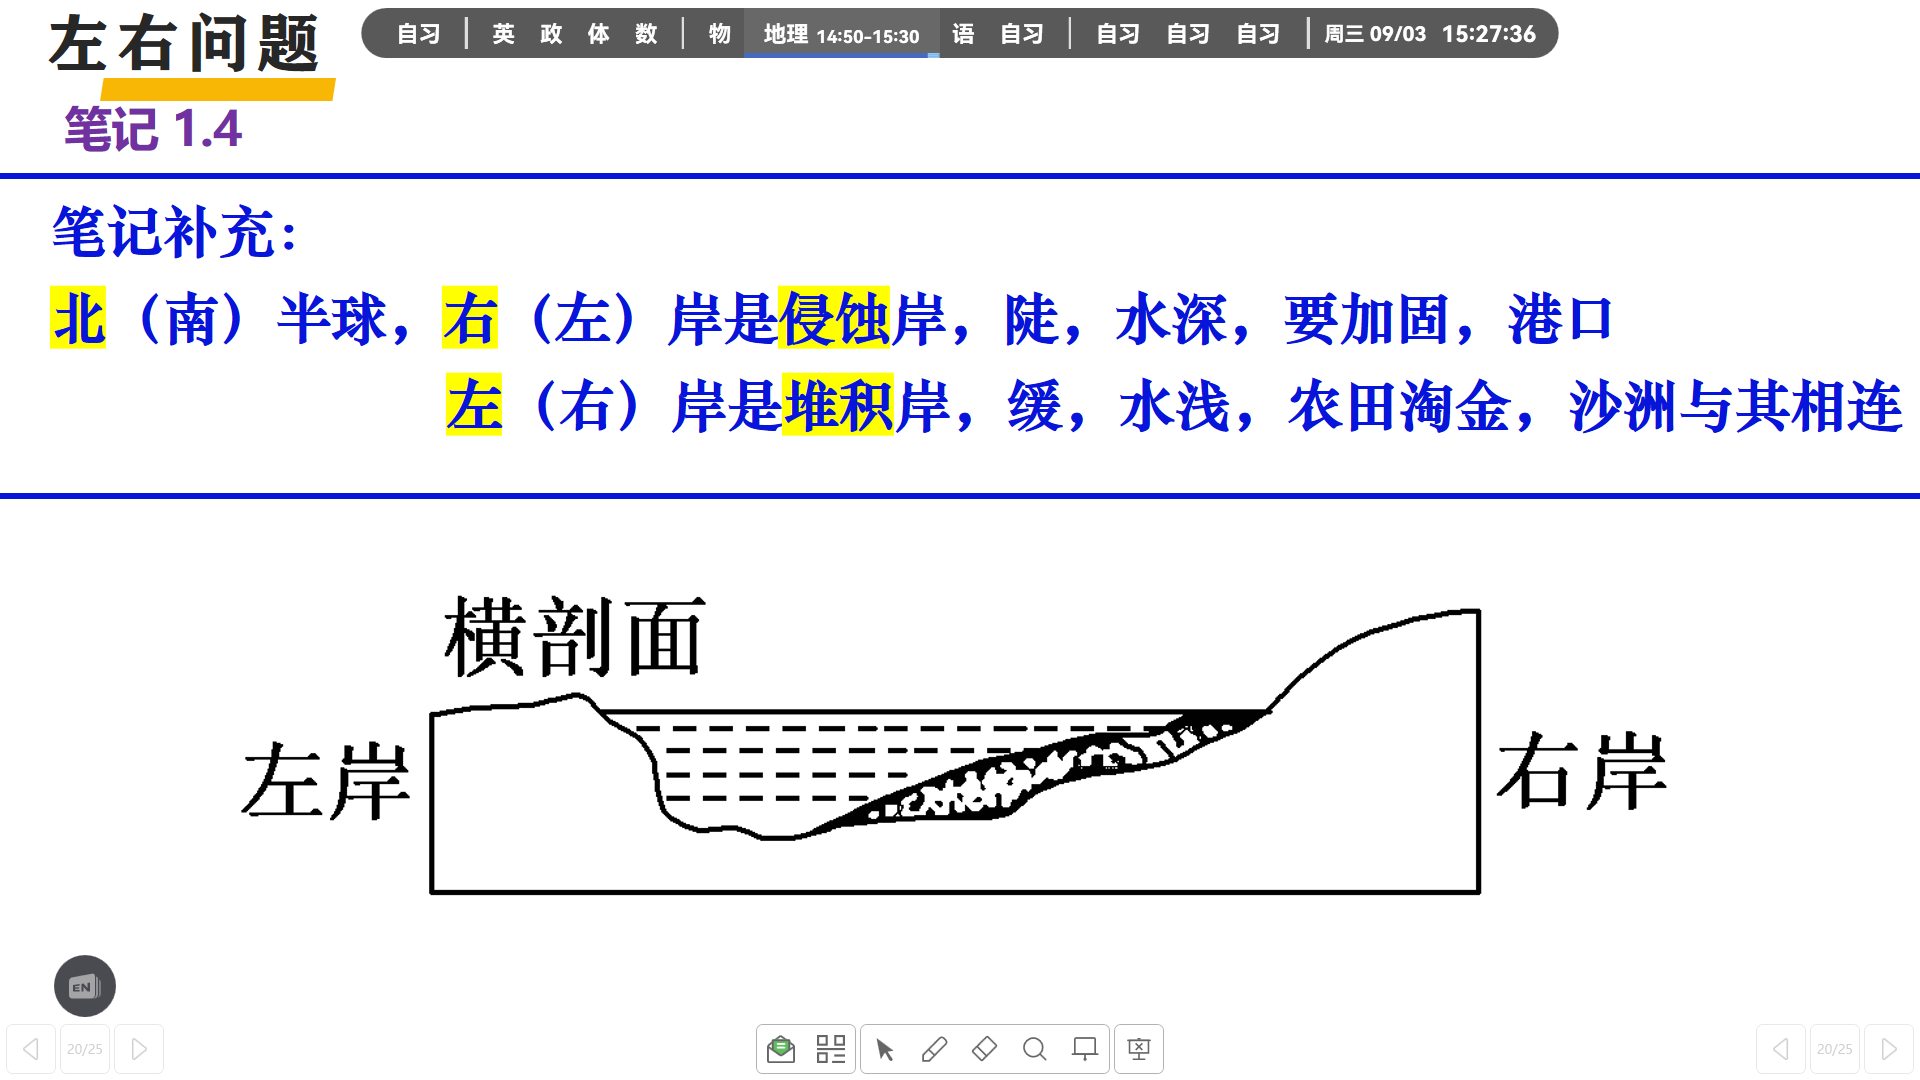 左右问题
自习 英 政 体 数 物 地理 14:50-15:30 语 自习 自习 自习 自习 周三 09/03 15:27:36
笔记 1.4
笔记补充：
北（南）半球，右（左）岸是侵蚀岸，陡，水深，要加固，港口
左（右）岸是堆积岸，缓，水浅，农田淘金，沙洲与其相连
横剖面
左岸
右岸
EN
20/25
20/25